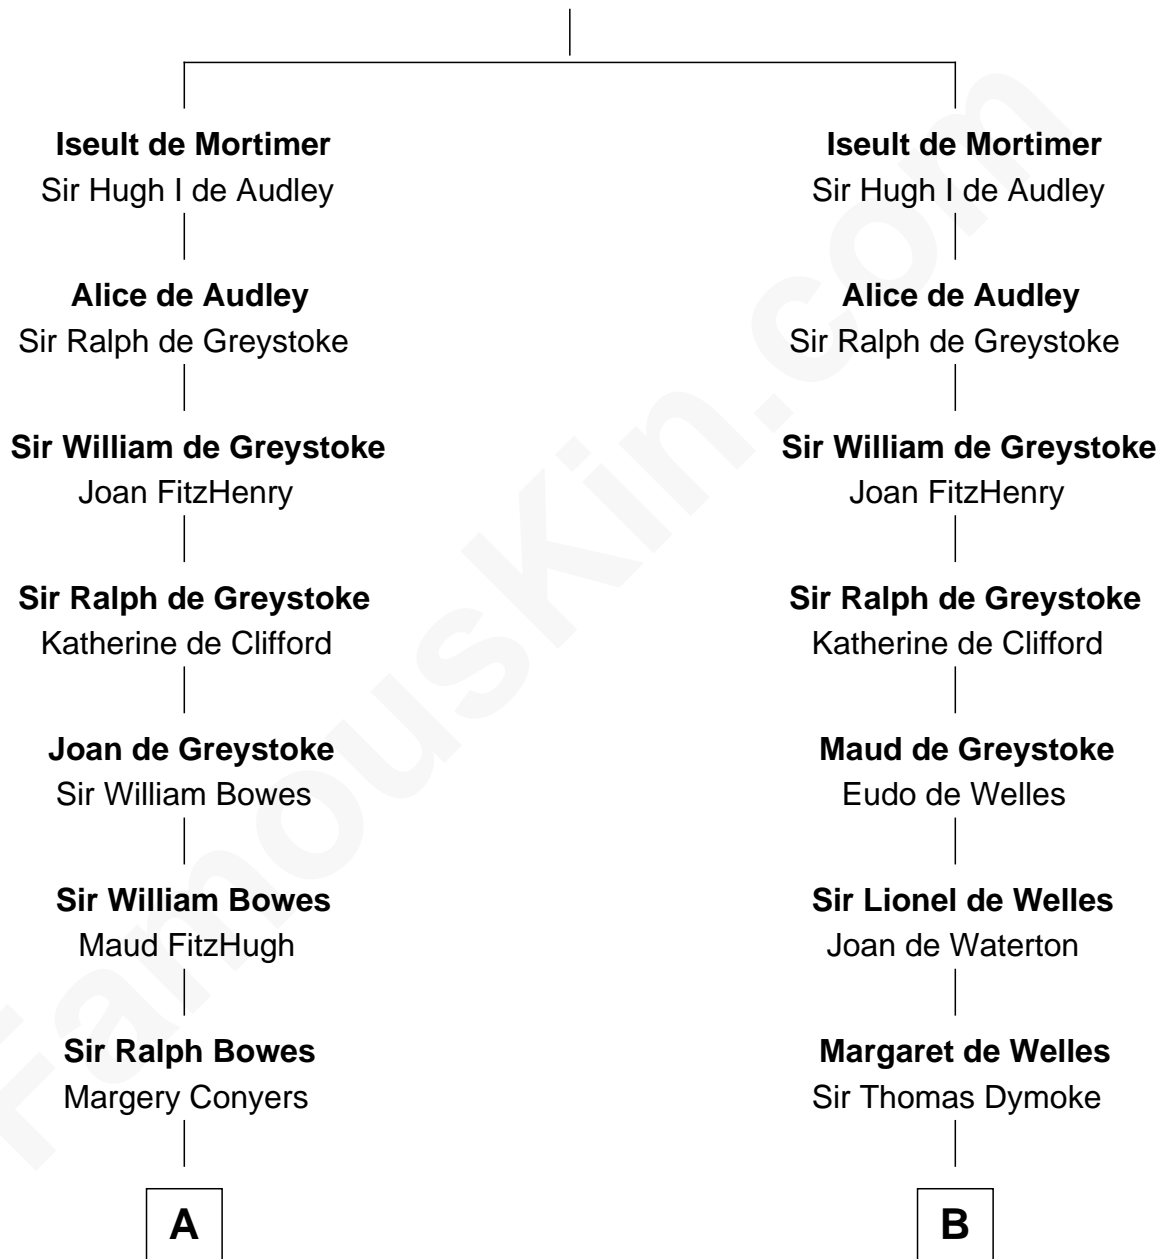 Iseult de Mortimer
Sir Hugh I de Audley
Alice de Audley
Sir Ralph de Greystoke
Sir William de Greystoke
Joan FitzHenry
Sir Ralph de Greystoke
Katherine de Clifford
Joan de Greystoke
Sir William Bowes
Sir William Bowes
Maud FitzHugh
Sir Ralph Bowes
Margery Conyers
A
Iseult de Mortimer
Sir Hugh I de Audley
Alice de Audley
Sir Ralph de Greystoke
Sir William de Greystoke
Joan FitzHenry
Sir Ralph de Greystoke
Katherine de Clifford
Maud de Greystoke
Eudo de Welles
Sir Lionel de Welles
Joan de Waterton
Margaret de Welles
Sir Thomas Dymoke
B
FamousKin.com